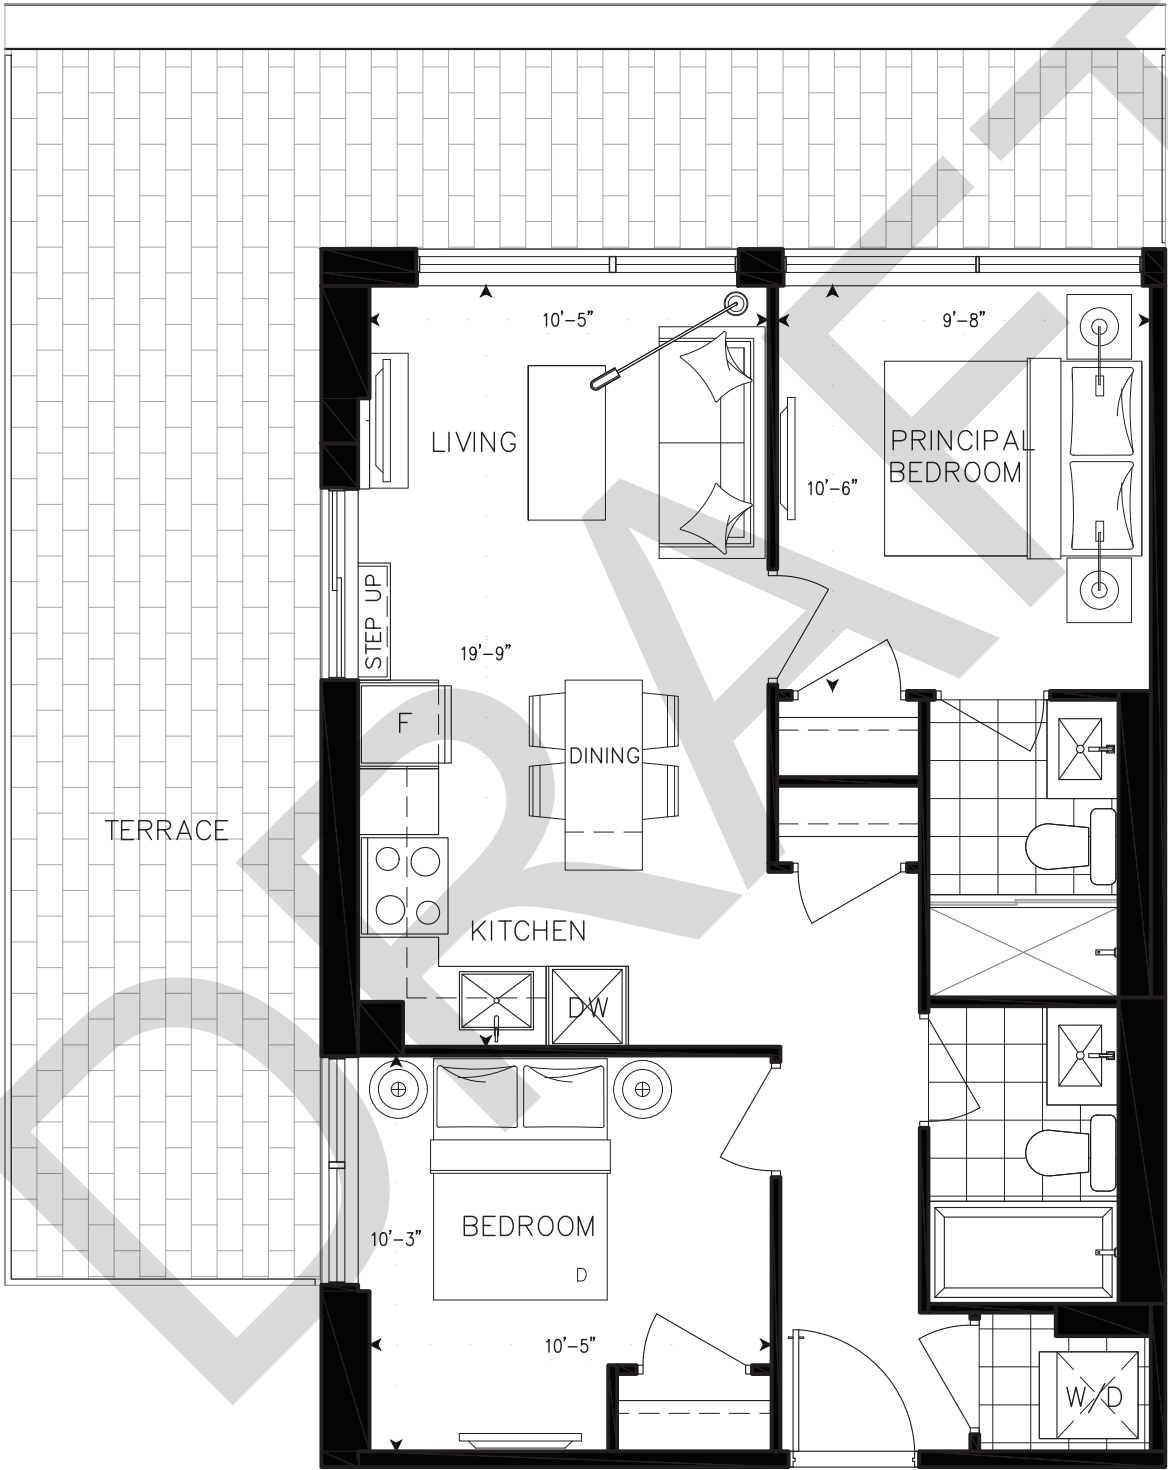 10'-5"
9'-8"
LIVING
PRINCIPAL
BEDROOM
10'-6"
STEP UP
19'-9"
F
DINING
TERRACE
KITCHEN
DW
BEDROOM
10'-3"
D
10'-5"
W/D
DRAFT